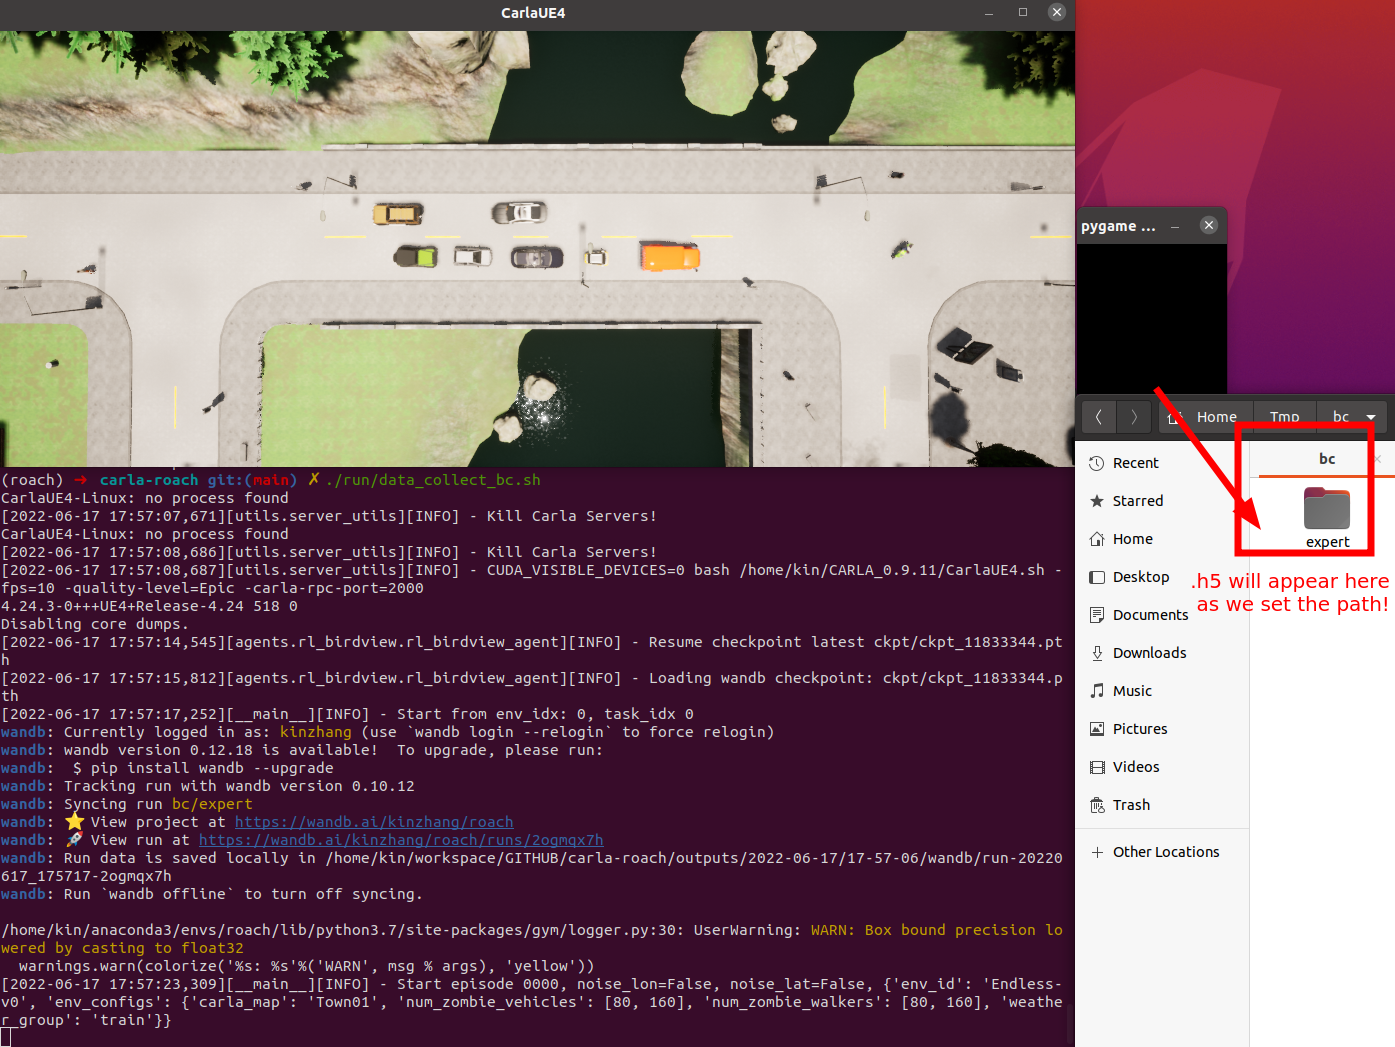 CarlaUE4
pygame ...
(roach) ➜ carla-roach git:(main) ✗ ./run/data_collect_bc.sh
CarlaUE4-Linux: no process found
[2022-06-17 17:57:07,671][utils.server_utils][INFO] - Kill Carla Servers!
CarlaUE4-Linux: no process found
[2022-06-17 17:57:08,686][utils.server_utils][INFO] - Kill Carla Servers!
[2022-06-17 17:57:08,687][utils.server_utils][INFO] - CUDA_VISIBLE_DEVICES=0 bash /home/kin/CARLA_0.9.11/CarlaUE4.sh -
fps=10 -quality-level=Epic -carla-rpc-port=2000
4.24.3-0+++UE4+Release-4.24 518 0
Disabling core dumps.
[2022-06-17 17:57:14,545][agents.rl_birdview.rl_birdview_agent][INFO] - Resume checkpoint latest ckpt/ckpt_11833344.pt
h
[2022-06-17 17:57:15,812][agents.rl_birdview.rl_birdview_agent][INFO] - Loading wandb checkpoint: ckpt/ckpt_11833344.p
th
[2022-06-17 17:57:17,252][__main__][INFO] - Start from env_idx: 0, task_idx 0
wandb: Currently logged in as: kinzhang (use `wandb login --relogin` to force relogin)
wandb: wandb version 0.12.18 is available!  To upgrade, please run:
wandb:  $ pip install wandb --upgrade
wandb: Tracking run with wandb version 0.10.12
wandb: Syncing run bc/expert
wandb: ⭐ View project at https://wandb.ai/kinzhang/roach
wandb: 🚀 View run at https://wandb.ai/kinzhang/roach/runs/2ogmqx7h
wandb: Run data is saved locally in /home/kin/workspace/GITHUB/carla-roach/outputs/2022-06-17/17-57-06/wandb/run-20220
617_175717-2ogmqx7h
wandb: Run `wandb offline` to turn off syncing.
/home/kin/anaconda3/envs/roach/lib/python3.7/site-packages/gym/logger.py:30: UserWarning: WARN: Box bound precision lo
wered by casting to float32
  warnings.warn(colorize('%s: %s'%('WARN', msg % args), 'yellow'))
[2022-06-17 17:57:23,309][__main__][INFO] - Start episode 0000, noise_lon=False, noise_lat=False, {'env_id': 'Endless-
v0', 'env_configs': {'carla_map': 'Town01', 'num_zombie_vehicles': [80, 160], 'num_zombie_walkers': [80, 160], 'weathe
r_group': 'train'}}
Home Tmp bc
bc
expert
.h5 will appear here
as we set the path!
Recent
Starred
Home
Desktop
Documents
Downloads
Music
Pictures
Videos
Trash
Other Locations